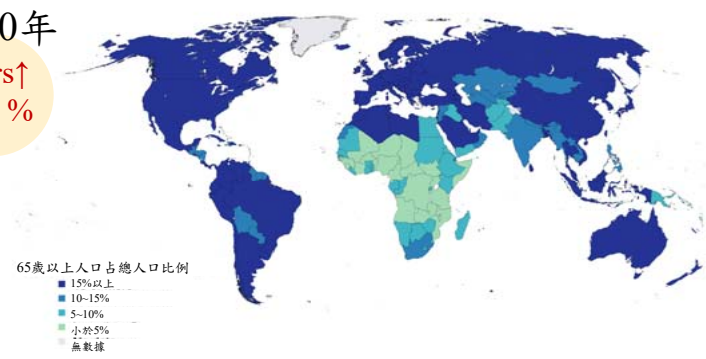 0年
rs↑
%
65歲以上人口占總人口比例
15%以上
10~15%
5~10%
小於5%
無數據